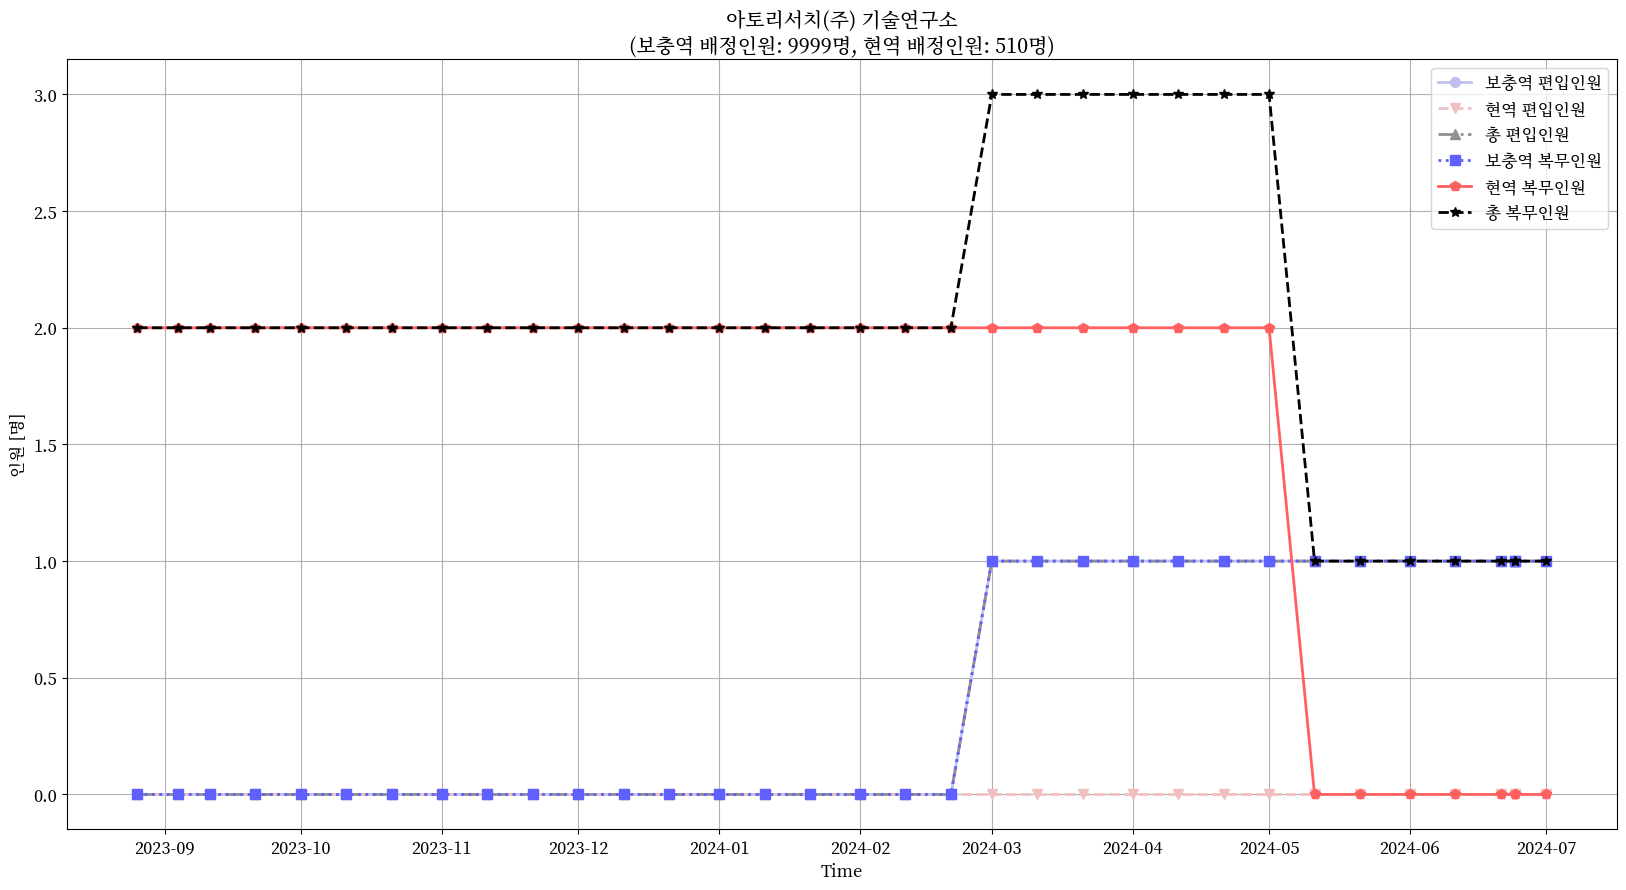 아토리서치(주) 기술연구소
(보충역 배정인원: 9999명, 현역 배정인원: 510명)
보충역 편입인원
현역 편입인원
총 편입인원
보충역 복무인원
현역 복무인원
총 복무인원
인원 [명]
3.0
2.5
2.0
1.5
1.0
0.5
0.0
2023-09 2023-10 2023-11 2023-12 2024-01 2024-02 2024-03 2024-04 2024-05 2024-06 2024-07
Time